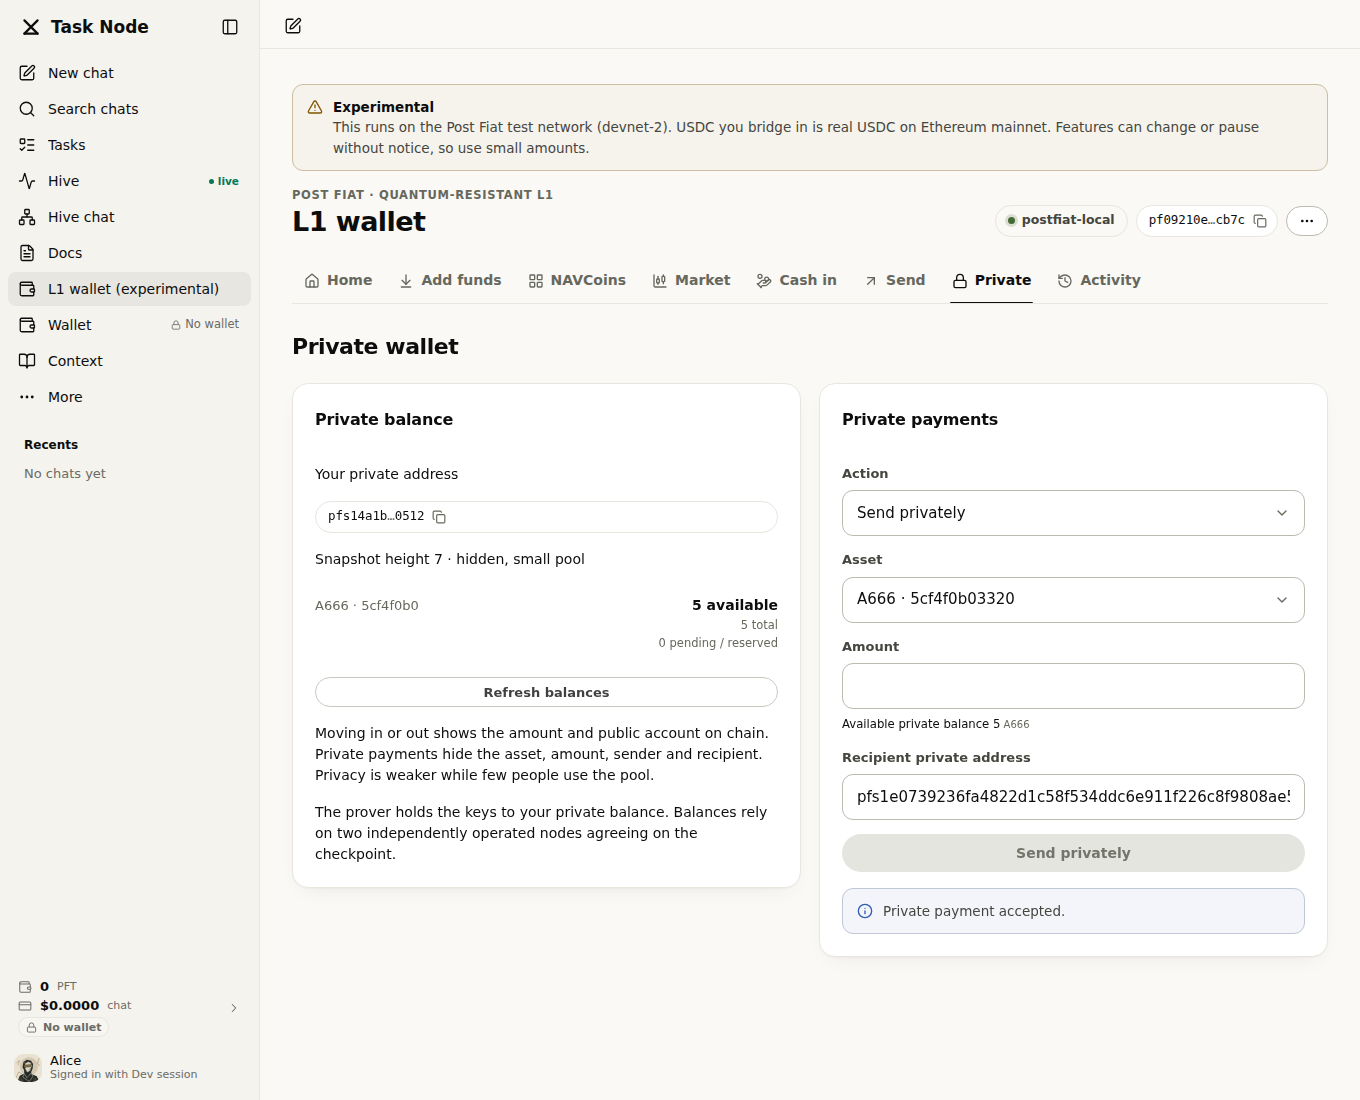 Task Node
New chat
Search chats
Tasks
Hive
live
Hive chat
Docs
L1 wallet (experimental)
Wallet
No wallet
Context
More
Recents
No chats yet
0 PFT
$0.0000 chat
No wallet
Alice
Signed in with Dev session
Experimental
This runs on the Post Fiat test network (devnet-2). USDC you bridge in is real USDC on Ethereum mainnet. Features can change or pause
without notice, so use small amounts.
POST FIAT · QUANTUM-RESISTANT L1
L1 wallet
postfiat-local
pf09210e…cb7c
Home
Add funds
NAVCoins
Market
Cash in
Send
Private
Activity
Private wallet
Private balance
Your private address
pfs14a1b…0512
Snapshot height 7 · hidden, small pool
A666 · 5cf4f0b0
5 available
5 total
0 pending / reserved
Refresh balances
Moving in or out shows the amount and public account on chain.
Private payments hide the asset, amount, sender and recipient.
Privacy is weaker while few people use the pool.
The prover holds the keys to your private balance. Balances rely
on two independently operated nodes agreeing on the
checkpoint.
Private payments
Action
Send privately
Asset
A666 · 5cf4f0b03320
Amount
Available private balance 5 A666
Recipient private address
pfs1e0739236fa4822d1c58f534ddc6e911f226c8f9808ae5
Send privately
Private payment accepted.